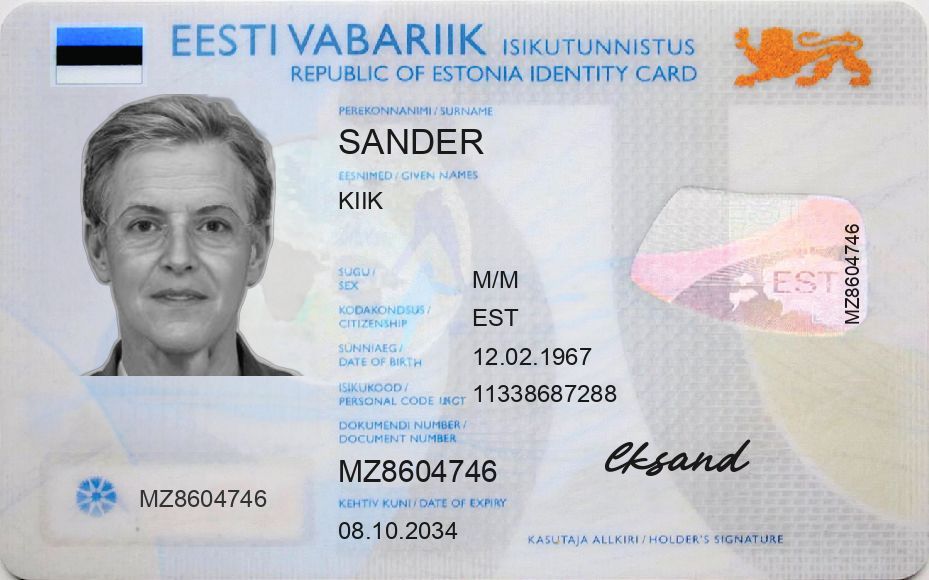 EESTI VABARIIK ISIKUTUNNISTUS
REPUBLIC OF ESTONIA IDENTITY CARD
PEREKONNANIMI / SURNAME
SANDER
EESNIMED / GIVEN NAMES
KIIK
SUGU /
SEX
M/M
KODAKONDSUS /
CITIZENSHIP
EST
SÜNNIAEG /
DATE OF BIRTH
12.02.1967
ISIKUKOOD /
PERSONAL CODE
11338687288
DOKUMENDI NUMBER /
DOCUMENT NUMBER
MZ8604746
KEHTIV KUNI / DATE OF EXPIRY
08.10.2034
MZ8604746
EST
MZ8604746
eksand
KASUTAJA ALLKIRI / HOLDER'S SIGNATURE